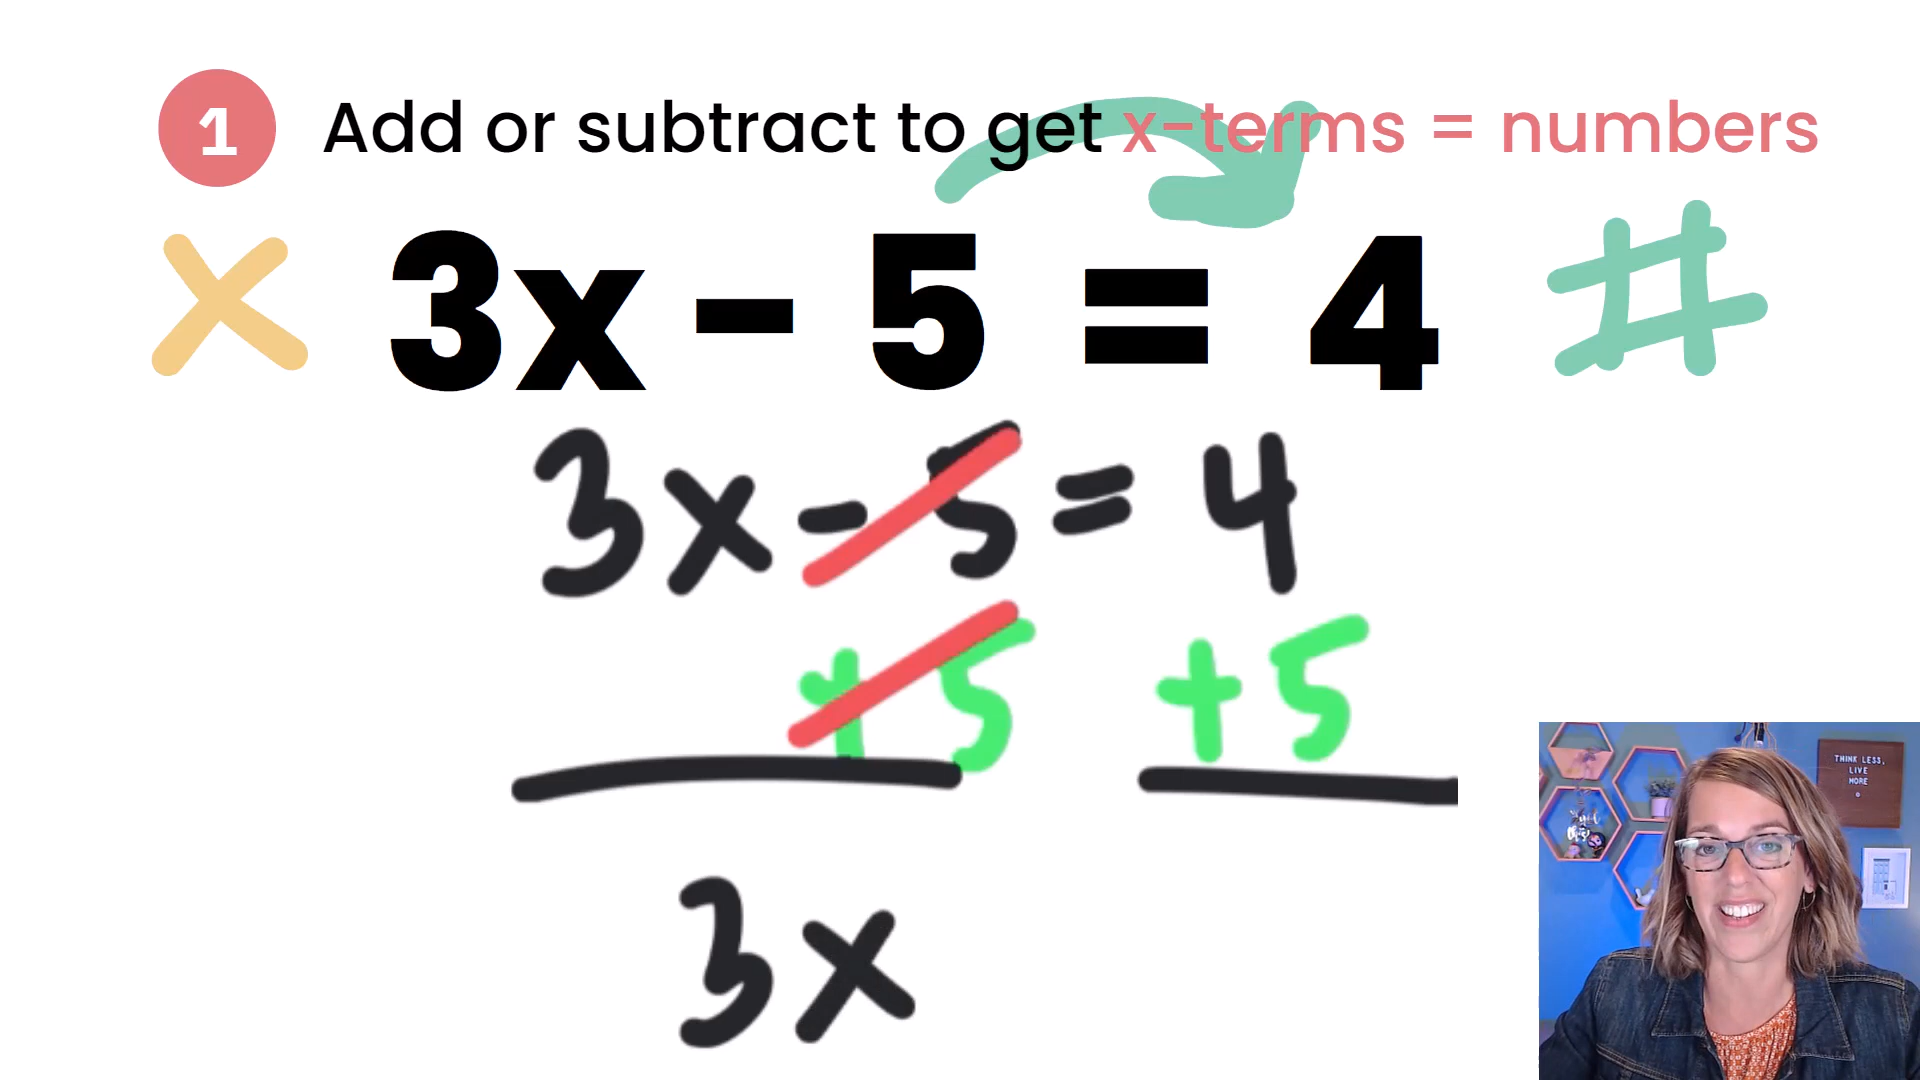 1 Add or subtract to get x-terms = numbers
x 3x - 5 = 4 #
3x - 5 = 4
+5 +5
3x
THINK LESS,
LIVE
MORE